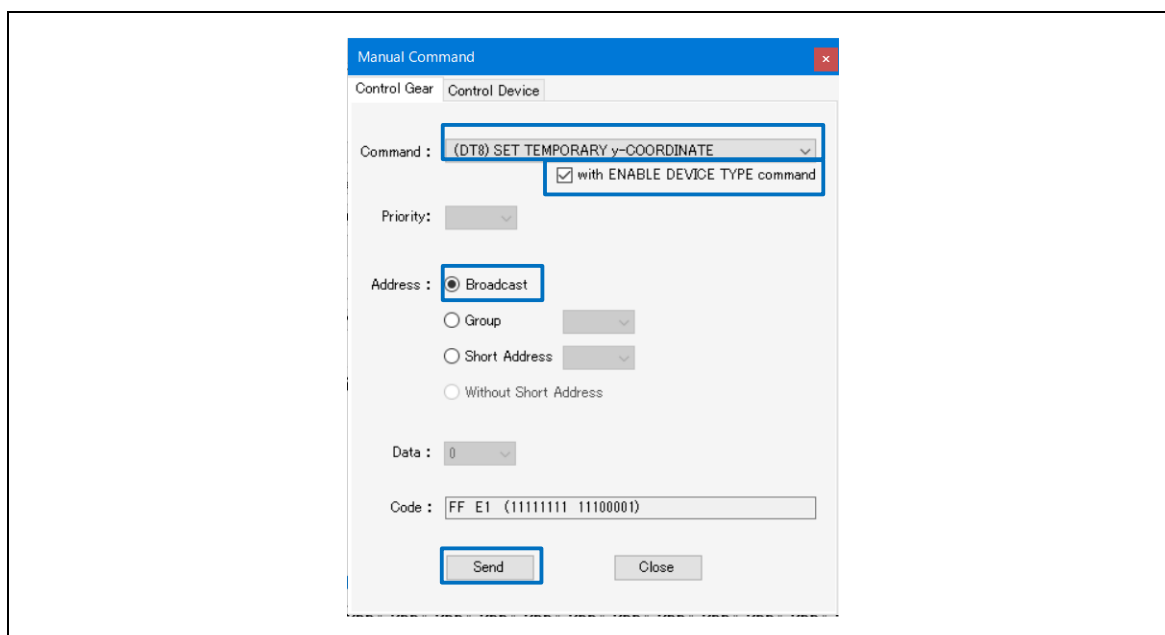 Manual Command
Control Gear Control Device
Command : (DT8) SET TEMPORARY y-COORDINATE
with ENABLE DEVICE TYPE command
Priority:
Address : Broadcast
Group
Short Address
Without Short Address
Data : 0
Code : FF E1 (11111111 11100001)
Send Close